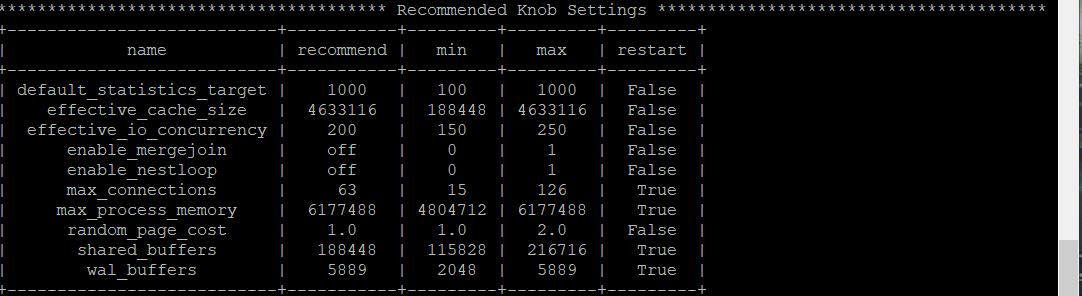 *************************************** Recommended Knob Settings ***************************************
+---------------------------+-----------+---------+---------+---------+
|            name           | recommend |   min   |   max   | restart |
+---------------------------+-----------+---------+---------+---------+
| default_statistics_target |    1000   |   100   |   1000  |  False  |
|    effective_cache_size   |  4633116  |  188448 | 4633116 |  False  |
|  effective_io_concurrency |    200    |   150   |   250   |  False  |
|      enable_mergejoin     |    off    |    0    |    1    |  False  |
|      enable_nestloop      |    off    |    0    |    1    |  False  |
|      max_connections      |     63    |    15   |   126   |   True  |
|     max_process_memory    |  6177488  | 4804712 | 6177488 |   True  |
|      random_page_cost     |    1.0    |   1.0   |   2.0   |  False  |
|       shared_buffers      |   188448  |  115828 |  216716 |   True  |
|        wal_buffers        |    5889   |   2048  |   5889  |   True  |
+---------------------------+-----------+---------+---------+---------+